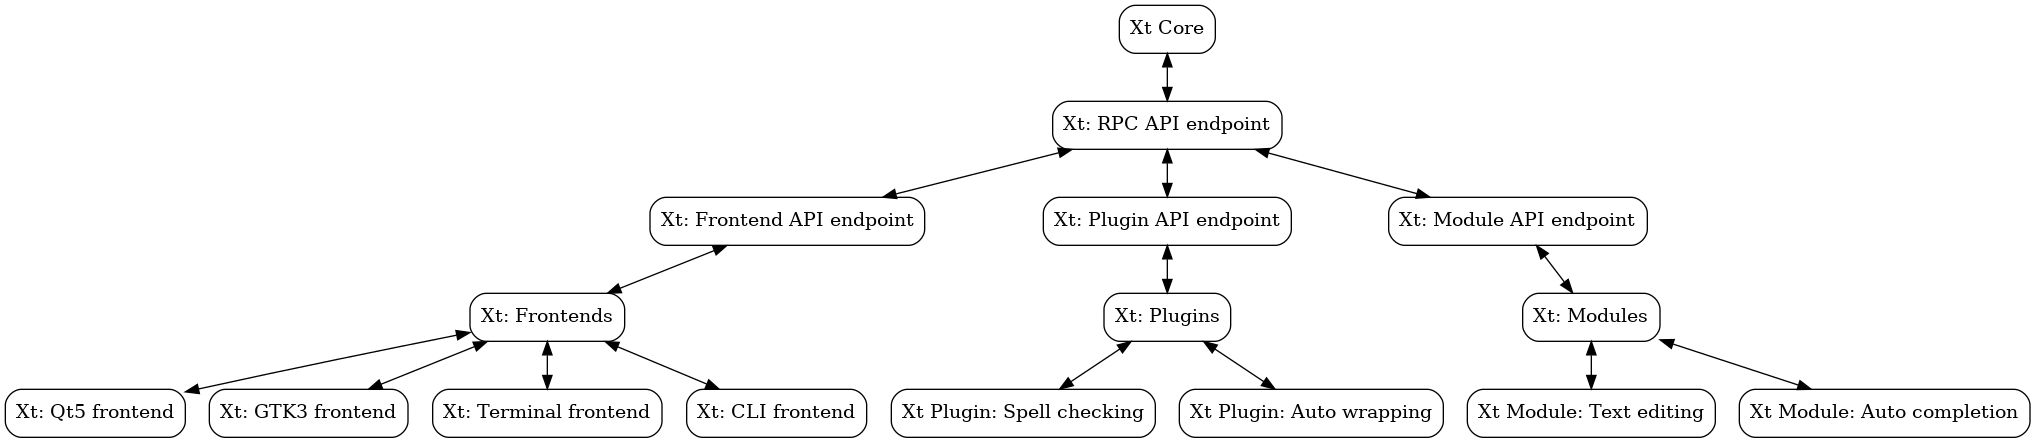 Xt Core
Xt: RPC API endpoint
Xt: Frontend API endpoint
Xt: Plugin API endpoint
Xt: Module API endpoint
Xt: Frontends
Xt: Plugins
Xt: Modules
Xt: Qt5 frontend
Xt: GTK3 frontend
Xt: Terminal frontend
Xt: CLI frontend
Xt Plugin: Spell checking
Xt Plugin: Auto wrapping
Xt Module: Text editing
Xt Module: Auto completion